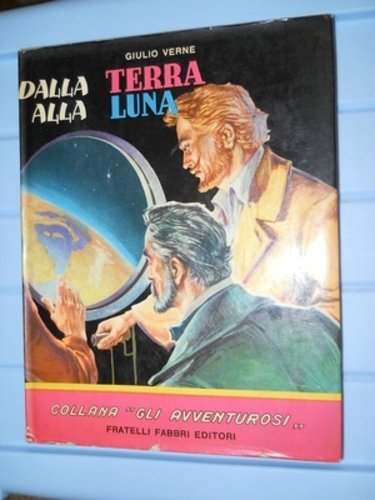 GIULIO VERNE
DALLA TERRA
ALLA LUNA
COLLANA "GLI AVVENTUROSI"
FRATELLI FABBRI EDITORI